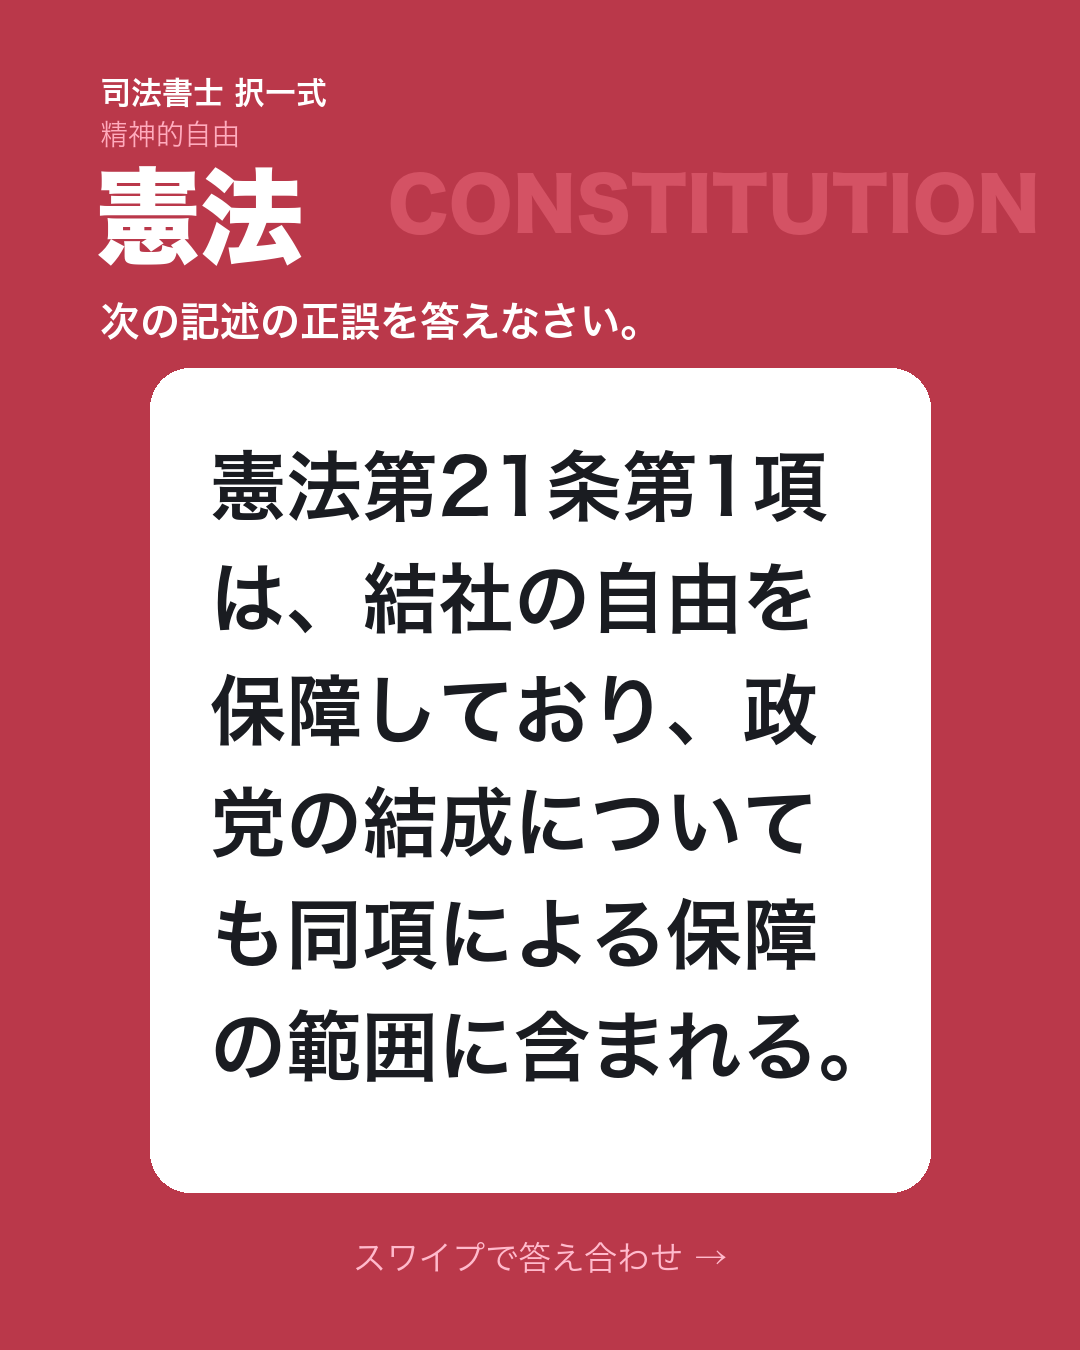 司法書士 択一式
精神的自由
憲法
CONSTITUTION
次の記述の正誤を答えなさい。
憲法第21条第1項
は、結社の自由を
保障しており、政
党の結成について
も同項による保障
の範囲に含まれる。
スワイプで答え合わせ →